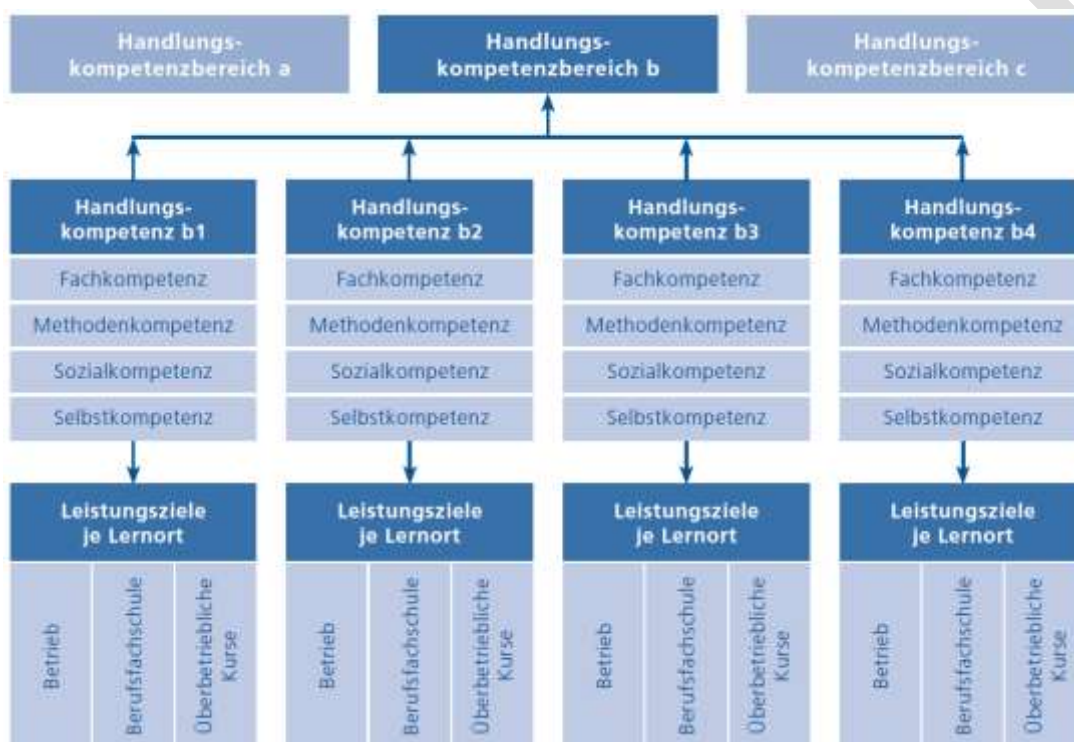 Handlungs-
kompetenzbereich a
Handlungs-
kompetenzbereich b
Handlungs-
kompetenzbereich c
Handlungs-
kompetenz b1
Handlungs-
kompetenz b2
Handlungs-
kompetenz b3
Handlungs-
kompetenz b4
Fachkompetenz
Fachkompetenz
Fachkompetenz
Fachkompetenz
Methodenkompetenz
Methodenkompetenz
Methodenkompetenz
Methodenkompetenz
Sozialkompetenz
Sozialkompetenz
Sozialkompetenz
Sozialkompetenz
Selbstkompetenz
Selbstkompetenz
Selbstkompetenz
Selbstkompetenz
Leistungsziele
je Lernort
Leistungsziele
je Lernort
Leistungsziele
je Lernort
Leistungsziele
je Lernort
Betrieb
Berufsfachschule
Überbetriebliche
Kurse
Betrieb
Berufsfachschule
Überbetriebliche
Kurse
Betrieb
Berufsfachschule
Überbetriebliche
Kurse
Betrieb
Berufsfachschule
Überbetriebliche
Kurse